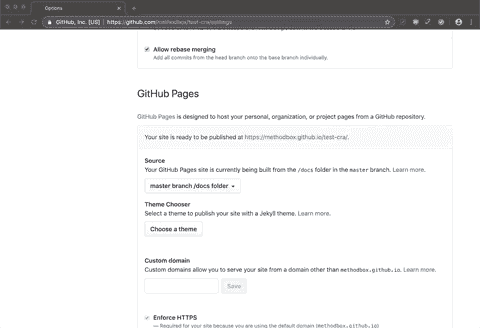 Options
GitHub, Inc. [US] | https://github.com/
Allow rebase merging
Add all commits from the head branch onto the base branch individually.
GitHub Pages
GitHub Pages is designed to host your personal, organization, or project pages from a GitHub repository.
Your site is ready to be published at https://methodbox.github.io/test-cra/.
Source
Your GitHub Pages site is currently being built from the /docs folder in the master branch. Learn more.
master branch /docs folder
Theme Chooser
Select a theme to publish your site with a Jekyll theme. Learn more.
Choose a theme
Custom domain
Custom domains allow you to serve your site from a domain other than methodbox.github.io. Learn more.
Save
Enforce HTTPS
— Required for your site because you are using the default domain (methodbox.github.io)